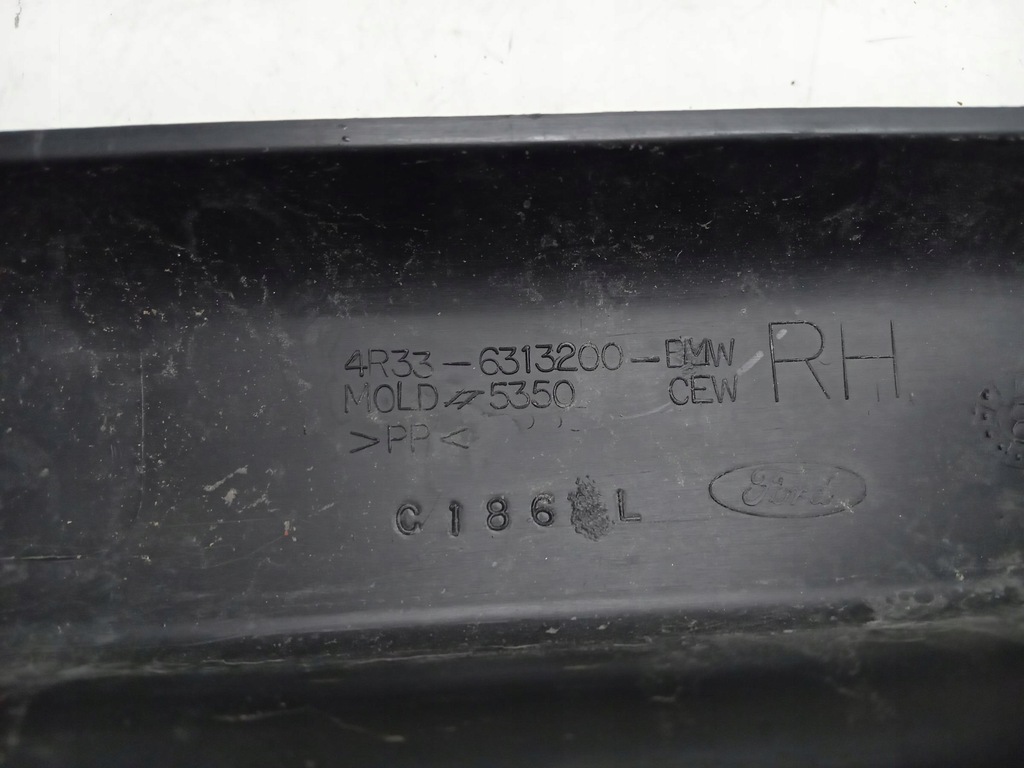 4R33-6313200-BMW
CEW
RH
MOLD # 5350
>PP<
C186 L
Ford